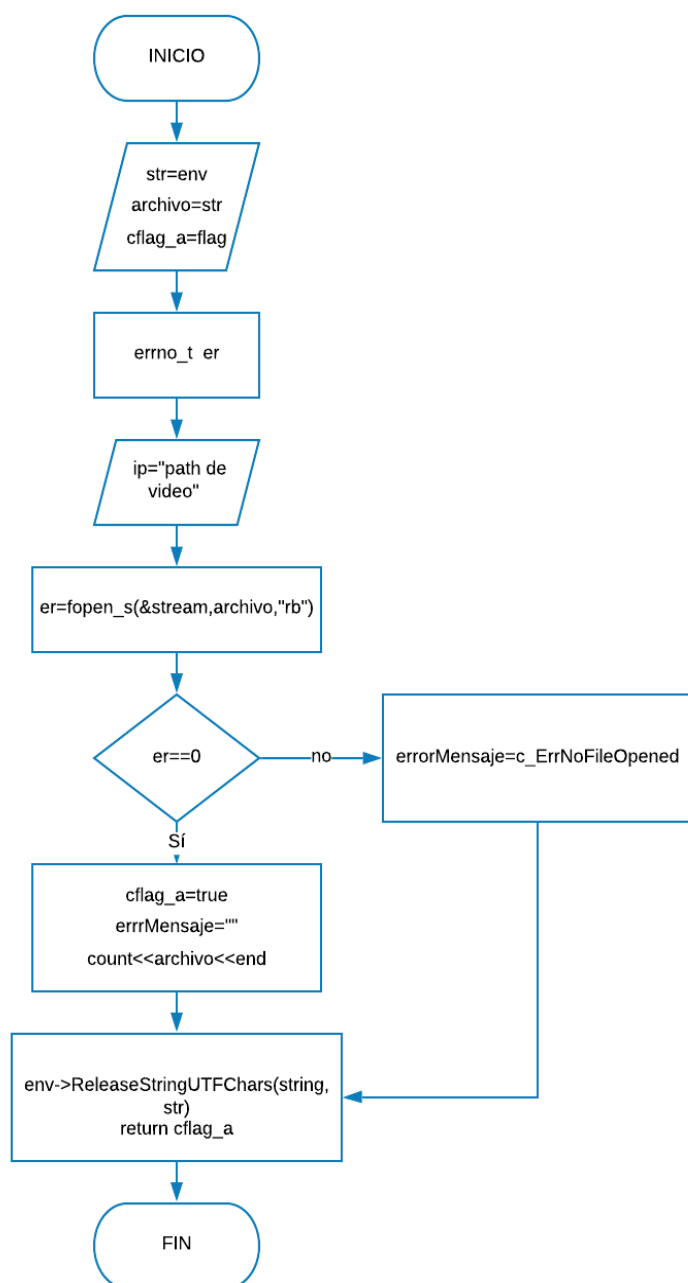 INICIO
str=env
archivo=str
cflag_a=flag
errno_t  er
ip="path de
video"
er=fopen_s(&stream,archivo,"rb")
er==0
no
errorMensaje=c_ErrNoFileOpened
Sí
cflag_a=true
errrMensaje=""
count<<archivo<<end
env->ReleaseStringUTFChars(string,
str)
return cflag_a
FIN